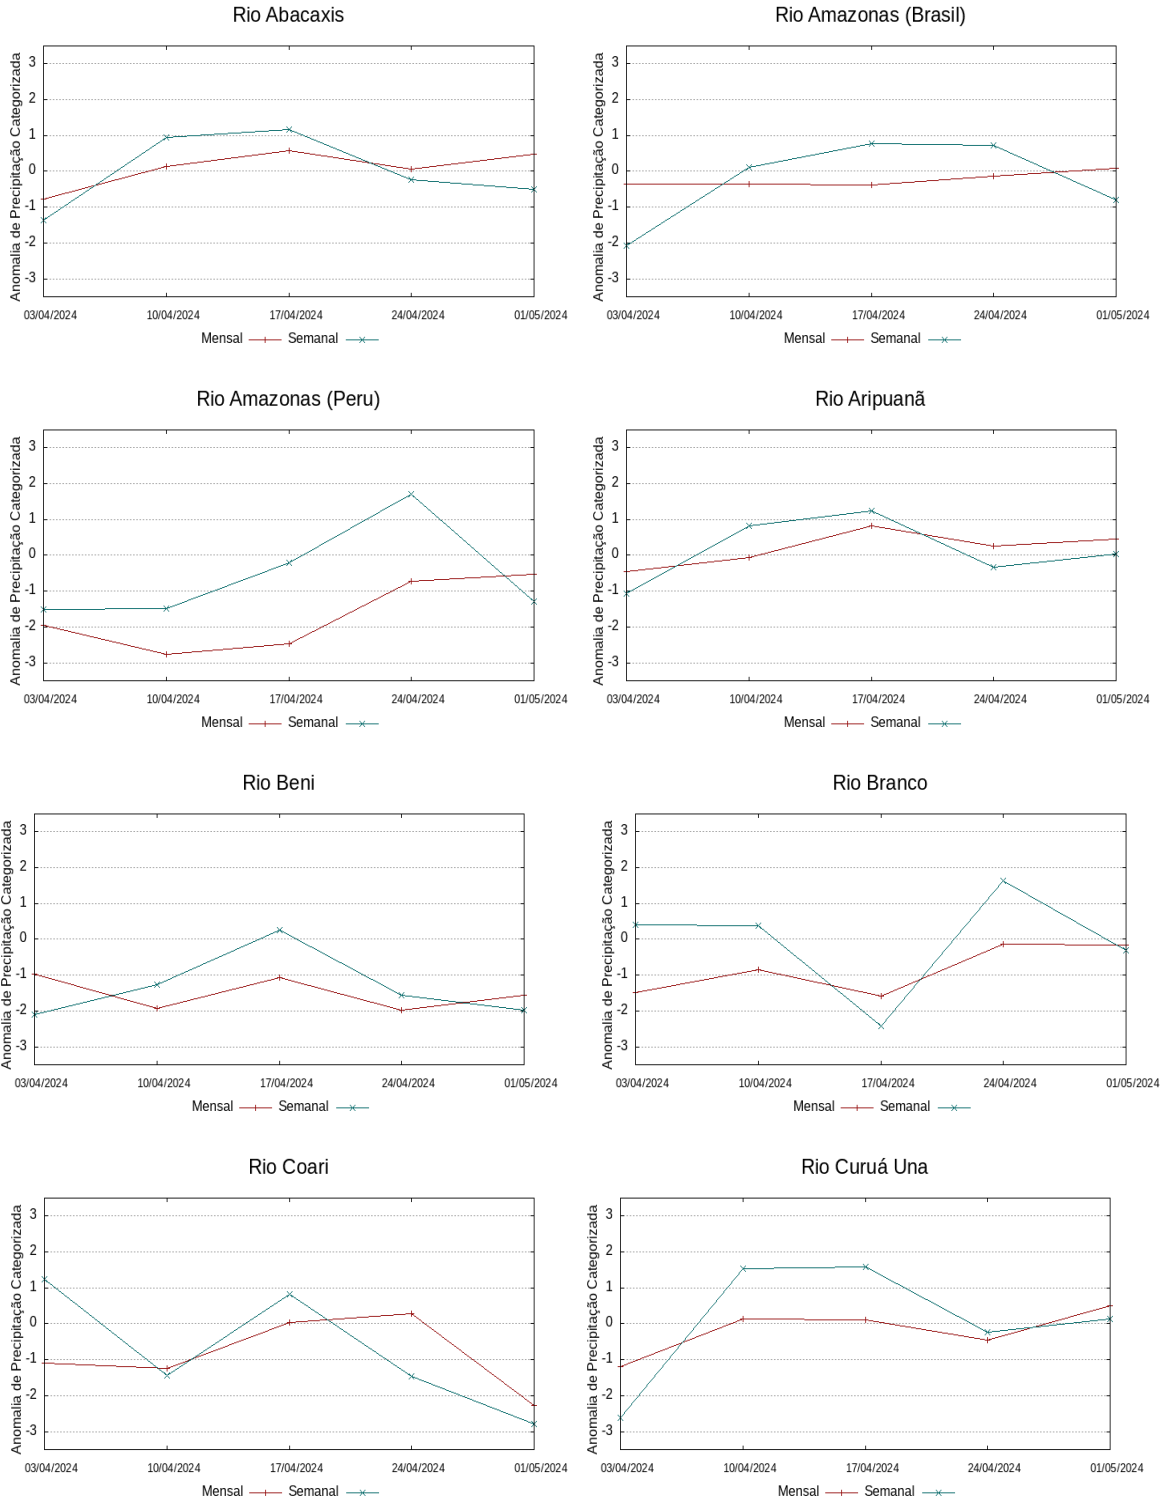 Rio Abacaxis
Anomalia de Precipitação Categorizada
3
2
1
0
-1
-2
-3
03/04/2024 10/04/2024 17/04/2024 24/04/2024 01/05/2024
Mensal Semanal
Rio Amazonas (Brasil)
Anomalia de Precipitação Categorizada
3
2
1
0
-1
-2
-3
03/04/2024 10/04/2024 17/04/2024 24/04/2024 01/05/2024
Mensal Semanal
Rio Amazonas (Peru)
Anomalia de Precipitação Categorizada
3
2
1
0
-1
-2
-3
03/04/2024 10/04/2024 17/04/2024 24/04/2024 01/05/2024
Mensal Semanal
Rio Aripuanã
Anomalia de Precipitação Categorizada
3
2
1
0
-1
-2
-3
03/04/2024 10/04/2024 17/04/2024 24/04/2024 01/05/2024
Mensal Semanal
Rio Beni
Anomalia de Precipitação Categorizada
3
2
1
0
-1
-2
-3
03/04/2024 10/04/2024 17/04/2024 24/04/2024 01/05/2024
Mensal Semanal
Rio Branco
Anomalia de Precipitação Categorizada
3
2
1
0
-1
-2
-3
03/04/2024 10/04/2024 17/04/2024 24/04/2024 01/05/2024
Mensal Semanal
Rio Coari
Anomalia de Precipitação Categorizada
3
2
1
0
-1
-2
-3
03/04/2024 10/04/2024 17/04/2024 24/04/2024 01/05/2024
Mensal Semanal
Rio Curuá Una
Anomalia de Precipitação Categorizada
3
2
1
0
-1
-2
-3
03/04/2024 10/04/2024 17/04/2024 24/04/2024 01/05/2024
Mensal Semanal